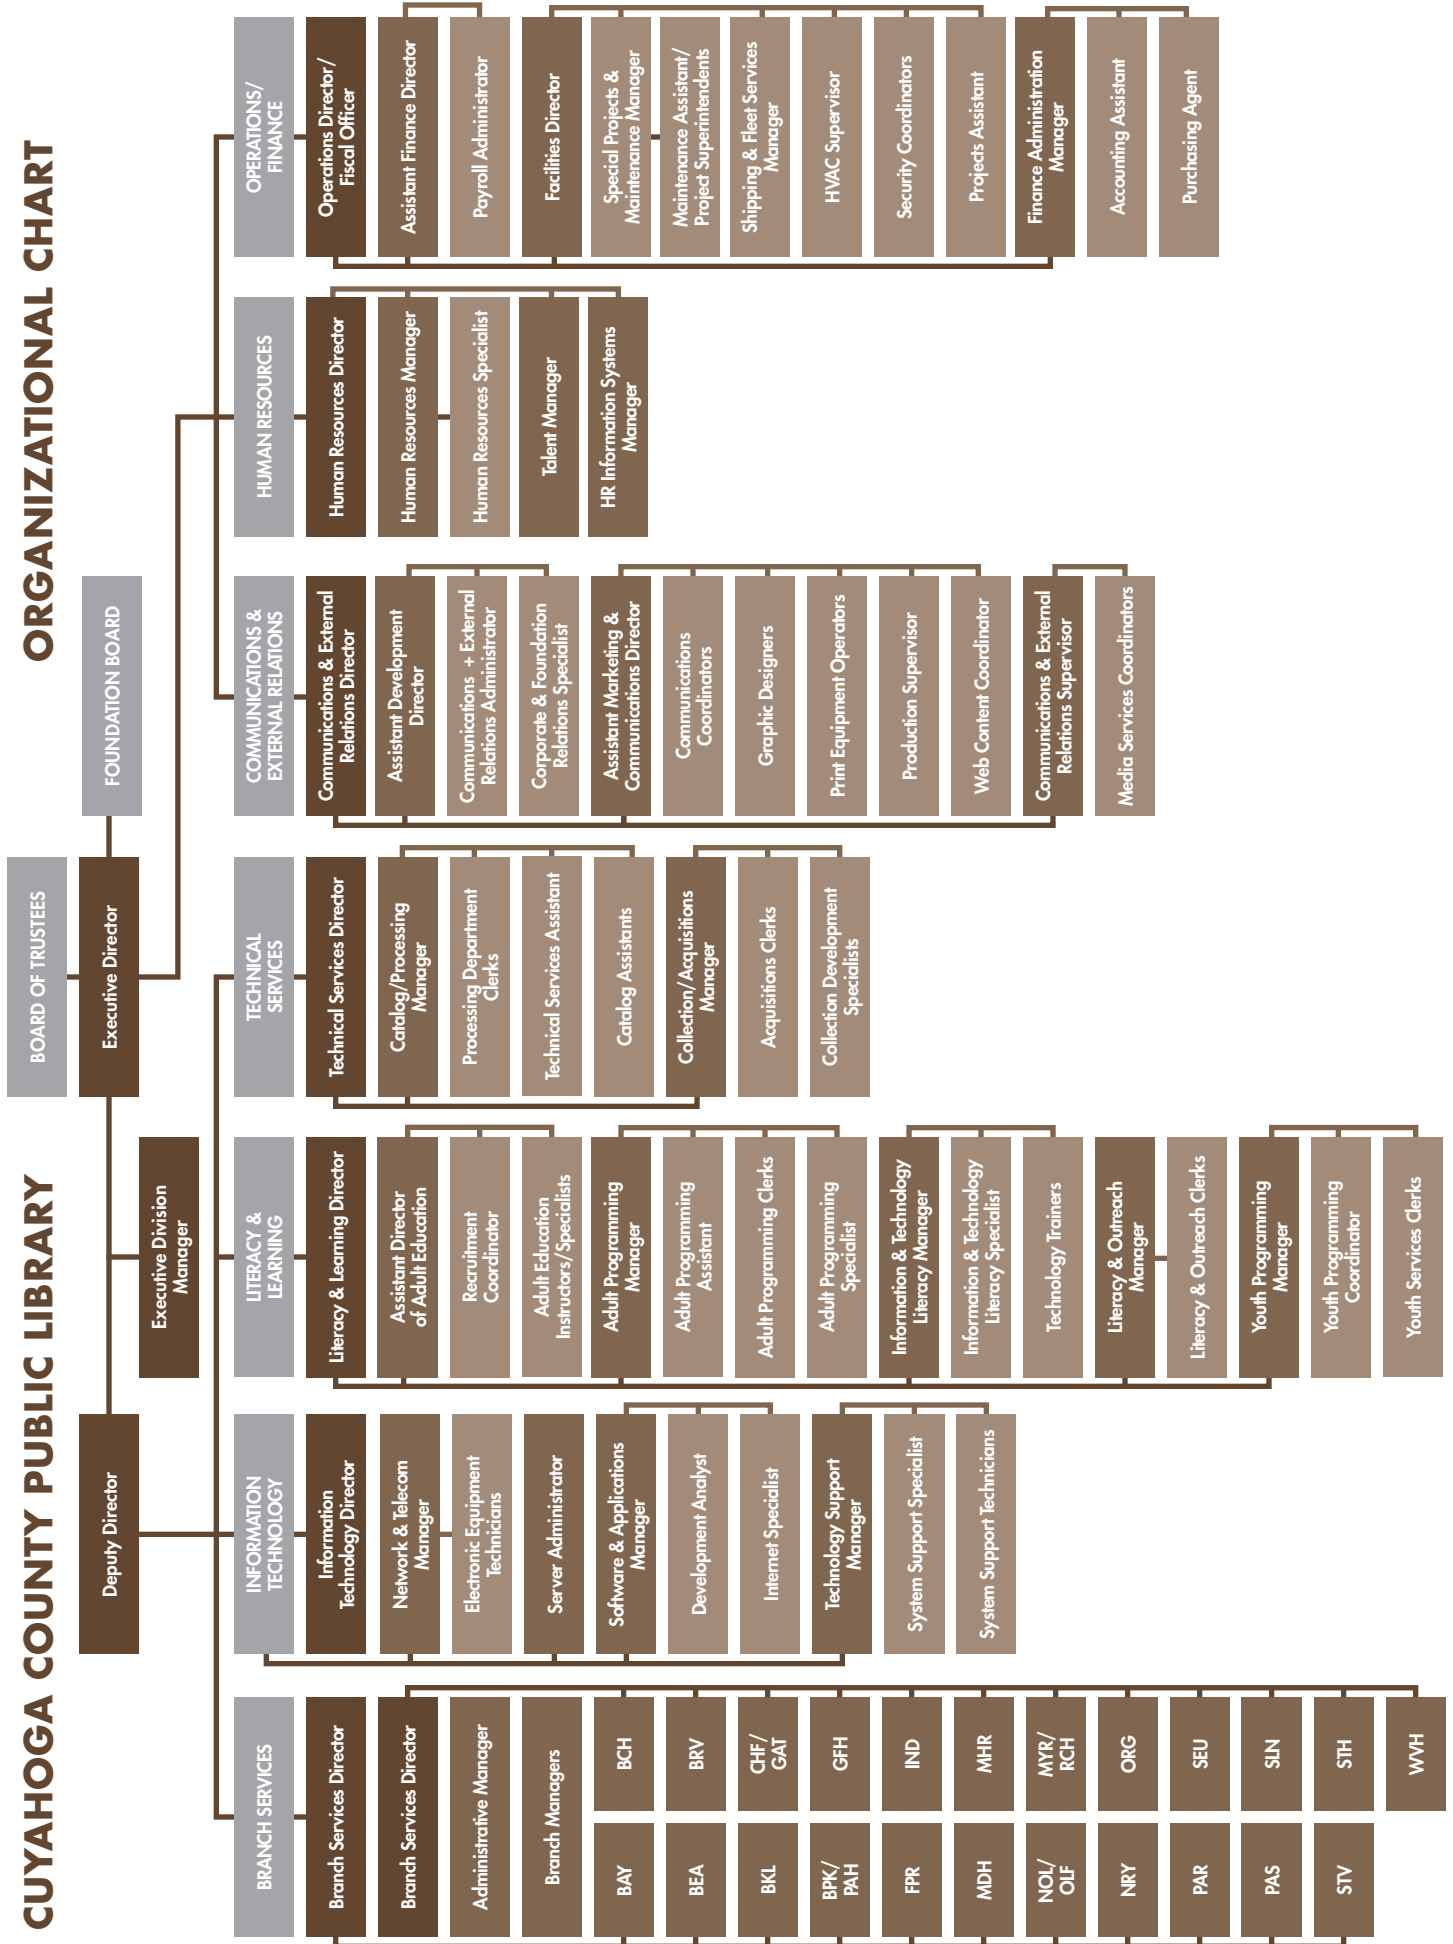 CUYAHOGA COUNTY PUBLIC LIBRARY
ORGANIZATIONAL CHART
BOARD OF TRUSTEES
FOUNDATION BOARD
Executive Director
Deputy Director
Executive Division
Manager
BRANCH SERVICES
Branch Services Director
Branch Services Director
Administrative Manager
Branch Managers
BAY
BCH
BEA
BRV
BKL
CHF/
GAT
BPK/
PAH
GFH
FPR
IND
MDH
MHR
NOL/
OLF
MYR/
RCH
NRY
ORG
PAR
SEU
PAS
SLN
STV
STH
WVH
INFORMATION
TECHNOLOGY
Information
Technology Director
Network & Telecom
Manager
Electronic Equipment
Technicians
Server Administrator
Software & Applications
Manager
Development Analyst
Internet Specialist
Technology Support
Manager
System Support Specialist
System Support Technicians
LITERACY &
LEARNING
Literacy & Learning Director
Assistant Director
of Adult Education
Recruitment
Coordinator
Adult Education
Instructors/Specialists
Adult Programming
Manager
Adult Programming
Assistant
Adult Programming Clerks
Adult Programming
Specialist
Information & Technology
Literacy Manager
Information & Technology
Literacy Specialist
Technology Trainers
Literacy & Outreach
Manager
Literacy & Outreach Clerks
Youth Programming
Manager
Youth Programming
Coordinator
Youth Services Clerks
TECHNICAL
SERVICES
Technical Services Director
Catalog/Processing
Manager
Processing Department
Clerks
Technical Services Assistant
Catalog Assistants
Collection/Acquisitions
Manager
Acquisitions Clerks
Collection Development
Specialists
COMMUNICATIONS &
EXTERNAL RELATIONS
Communications & External
Relations Director
Assistant Development
Director
Communications + External
Relations Administrator
Corporate & Foundation
Relations Specialist
Assistant Marketing &
Communications Director
Communications
Coordinators
Graphic Designers
Print Equipment Operators
Production Supervisor
Web Content Coordinator
Communications & External
Relations Supervisor
Media Services Coordinators
HUMAN RESOURCES
Human Resources Director
Human Resources Manager
Human Resources Specialist
Talent Manager
HR Information Systems
Manager
OPERATIONS/
FINANCE
Operations Director/
Fiscal Officer
Assistant Finance Director
Payroll Administrator
Facilities Director
Special Projects &
Maintenance Manager
Maintenance Assistant/
Project Superintendents
Shipping & Fleet Services
Manager
HVAC Supervisor
Security Coordinators
Projects Assistant
Finance Administration
Manager
Accounting Assistant
Purchasing Agent